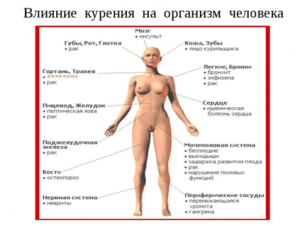 Влияние курения на организм человека
Мозг
• инсульт
Губы, Рот, Глотка
• рак
Кожа, Зубы
• лицо курильщика
Гортань, Трахея
• рак
Легкие, Бронхи
• бронхит
• эмфизема
• рак
Сердце
• ишемическая
болезнь сердца
Пищевод, Желудок
• пептическая язва
• рак
Поджелудочная
железа
• рак
Мочеполовая система
• бесплодие
• выкидыши
• задержка развития плода
• рак
• нарушение половых
функций
Кости
• остеопороз
Нервная система
• невриты
Периферические сосуды
• перемежающаяся
хромота
• гангрена